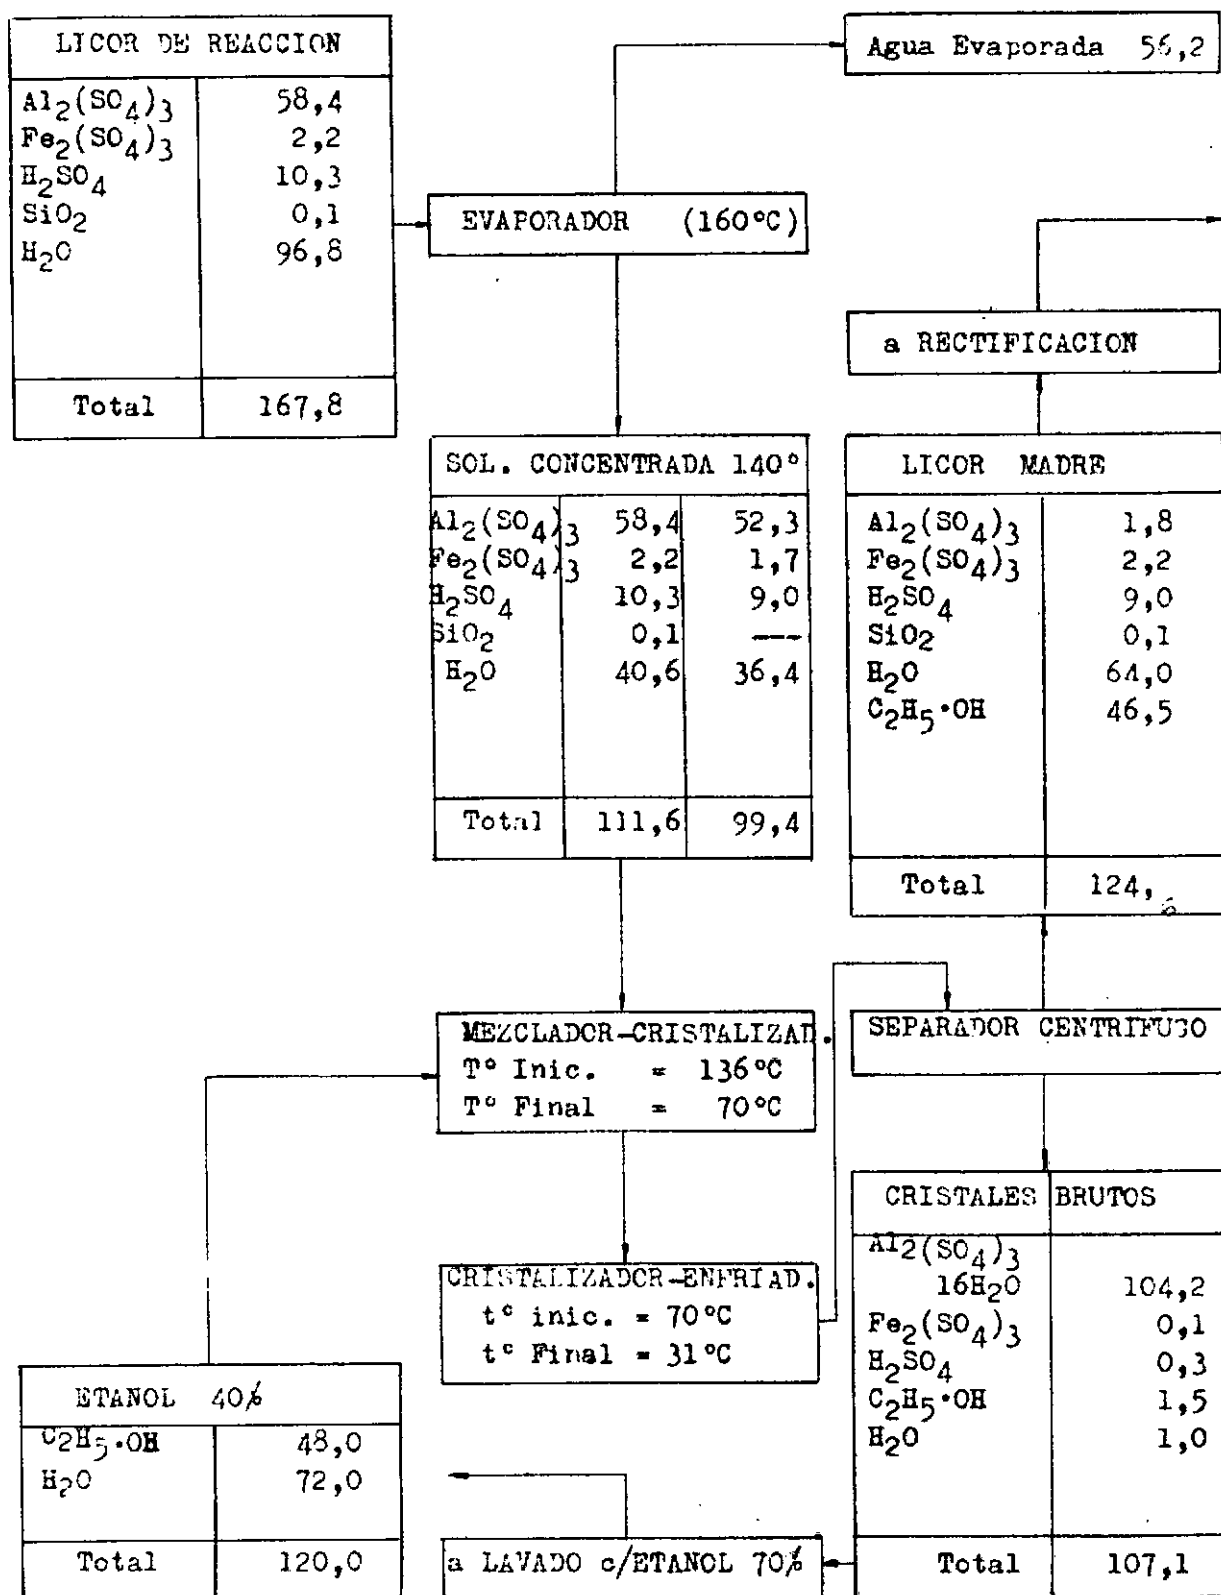 LICOR DE REACCION
Al2(SO4)3 58,4
Fe2(SO4)3 2,2
H2SO4 10,3
SiO2 0,1
H2O 96,8
Total 167,8
Agua Evaporada 56,2
EVAPORADOR (160°C)
a RECTIFICACION
SOL. CONCENTRADA 140°
Al2(SO4)3 58,4 52,3
Fe2(SO4)3 2,2 1,7
H2SO4 10,3 9,0
SiO2 0,1 ---
H2O 40,6 36,4
Total 111,6 99,4
LICOR MADRE
Al2(SO4)3 1,8
Fe2(SO4)3 2,2
H2SO4 9,0
SiO2 0,1
H2O 64,0
C2H5·OH 46,5
Total 124,6
MEZCLADOR-CRISTALIZAD.
T° Inic. = 136°C
T° Final = 70°C
SEPARADOR CENTRIFUGO
CRISTALIZADOR-ENFRIAD.
t° inic. = 70°C
t° Final = 31°C
CRISTALES BRUTOS
Al2(SO4)3
16H2O 104,2
Fe2(SO4)3 0,1
H2SO4 0,3
C2H5·OH 1,5
H2O 1,0
Total 107,1
ETANOL 40%
C2H5·OH 48,0
H2O 72,0
Total 120,0
a LAVADO c/ETANOL 70%